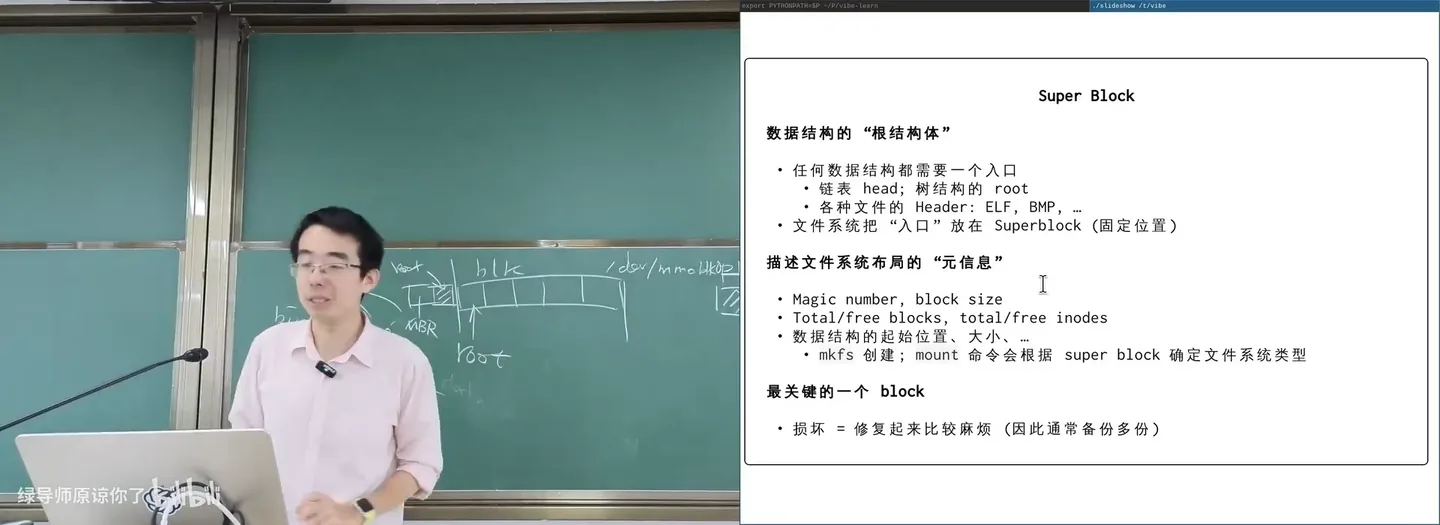 export PYTHONPATH=$P ~/P/vibe-learn
./slideshow /t/vibe
Super Block
数据结构的 “根结构体”
• 任何数据结构都需要一个入口
• 链表 head; 树结构的 root
• 各种文件的 Header: ELF, BMP, …
• 文件系统把 “入口” 放在 Superblock (固定位置)
描述文件系统布局的 “元信息”
• Magic number, block size
• Total/free blocks, total/free inodes
• 数据结构的起始位置、大小、…
• mkfs 创建; mount 命令会根据 super block 确定文件系统类型
最关键的一个 block
• 损坏 = 修复起来比较麻烦 (因此通常备份多份)
root
blk
MBR
root
绿导师原谅你了
bilibili